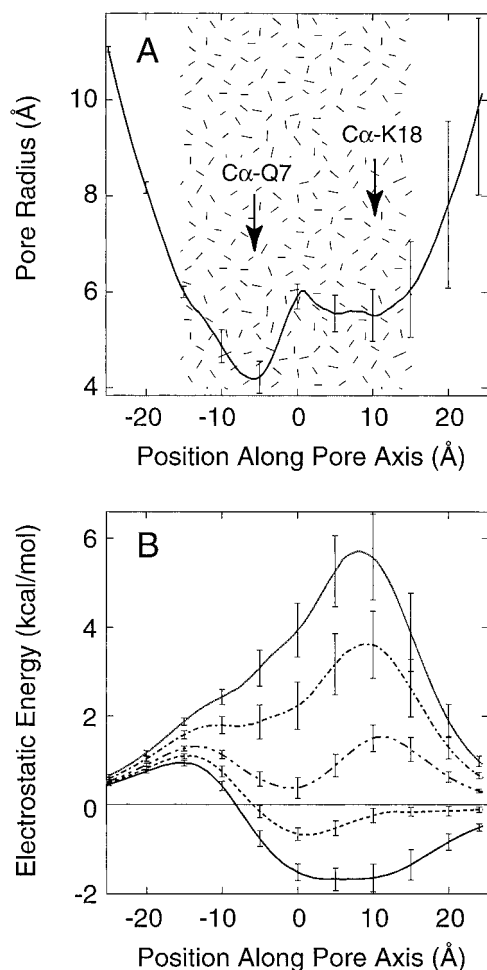 A
Pore Radius (Å)
10
8
6
4
Cα-Q7
Cα-K18
-20 -10 0 10 20
Position Along Pore Axis (Å)
B
Electrostatic Energy (kcal/mol)
6
4
2
0
-2
-20 -10 0 10 20
Position Along Pore Axis (Å)